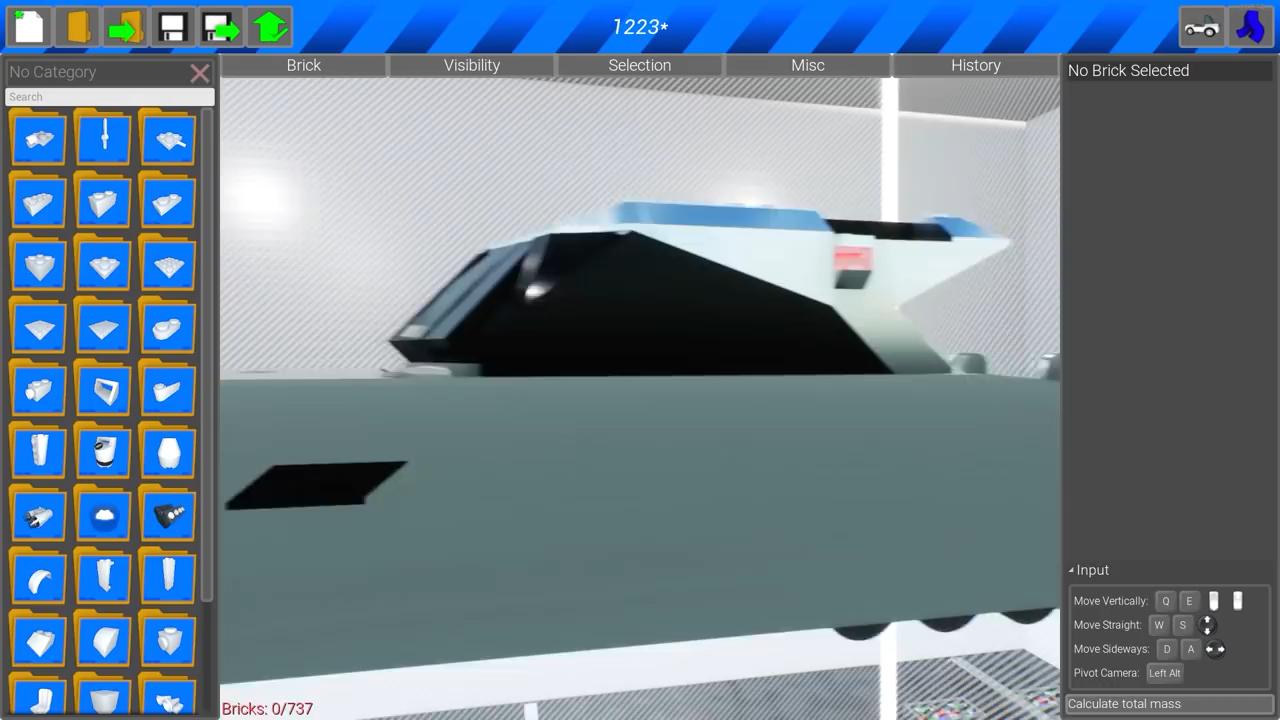 1223*
No Category
Search
Brick
Visibility
Selection
Misc
History
No Brick Selected
Input
Move Vertically: Q E
Move Straight: W S
Move Sideways: D A
Pivot Camera: Left Alt
Calculate total mass
Bricks: 0/737